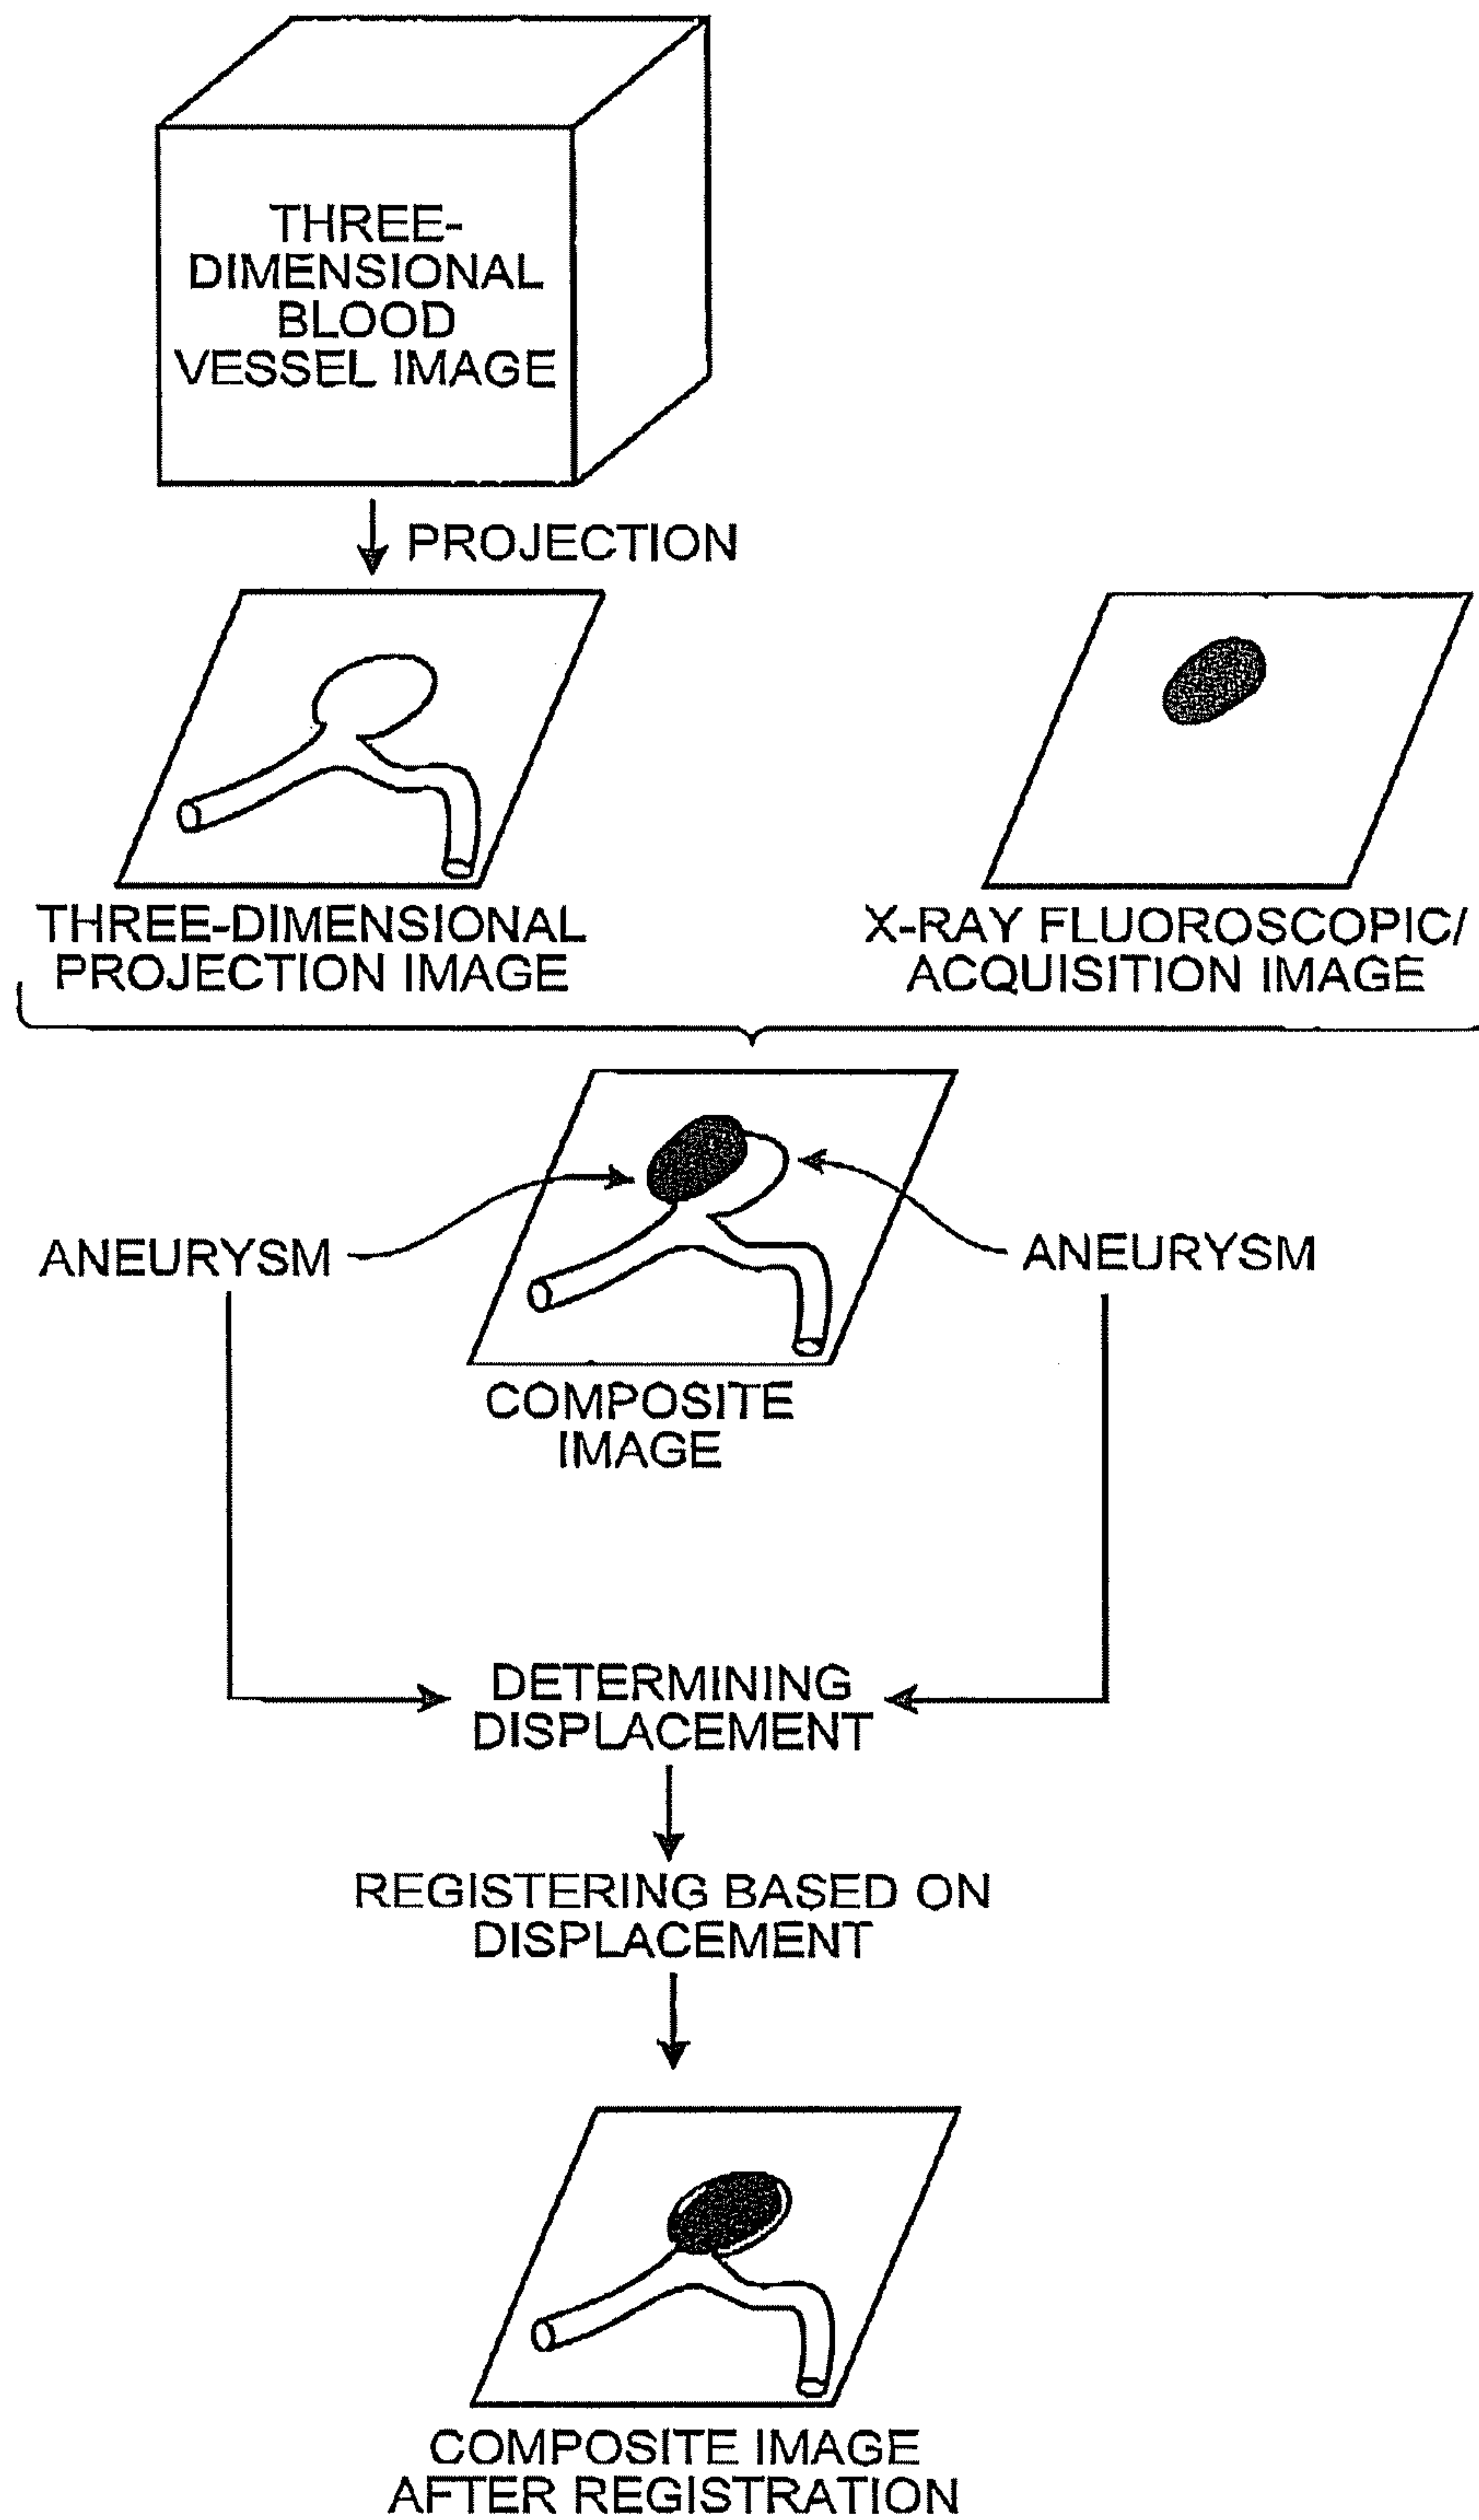 THREE-
DIMENSIONAL
BLOOD
VESSEL IMAGE
PROJECTION
THREE-DIMENSIONAL
PROJECTION IMAGE
X-RAY FLUOROSCOPIC/
ACQUISITION IMAGE
ANEURYSM
ANEURYSM
COMPOSITE
IMAGE
DETERMINING
DISPLACEMENT
REGISTERING BASED ON
DISPLACEMENT
COMPOSITE IMAGE
AFTER REGISTRATION